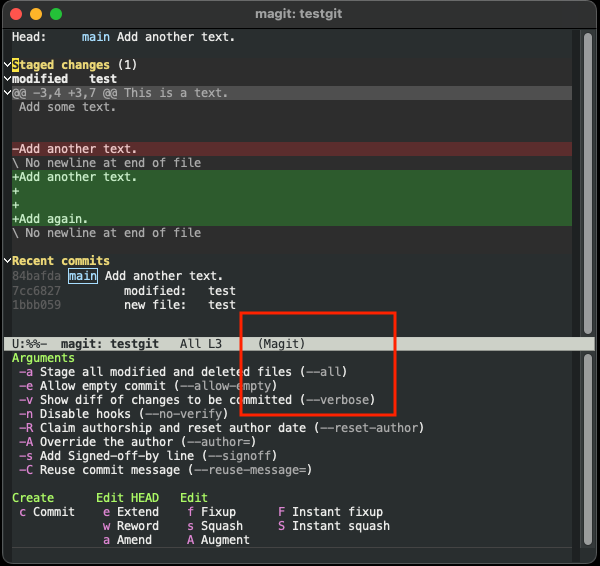 magit: testgit
Head:     main Add another text.
Staged changes (1)
modified   test
@@ -3,4 +3,7 @@ This is a text.
 Add some text.
-Add another text.
\ No newline at end of file
+Add another text.
+
+
+Add again.
\ No newline at end of file
Recent commits
84bafda main Add another text.
7cc6827         modified:   test
1bbb059         new file:   test
U:%%-  magit: testgit   All L3     (Magit)
Arguments
 -a Stage all modified and deleted files (--all)
 -e Allow empty commit (--allow-empty)
 -v Show diff of changes to be committed (--verbose)
 -n Disable hooks (--no-verify)
 -R Claim authorship and reset author date (--reset-author)
 -A Override the author (--author=)
 -s Add Signed-off-by line (--signoff)
 -C Reuse commit message (--reuse-message=)
Create      Edit HEAD   Edit
 c Commit    e Extend    f Fixup      F Instant fixup
             w Reword    s Squash     S Instant squash
             a Amend     A Augment